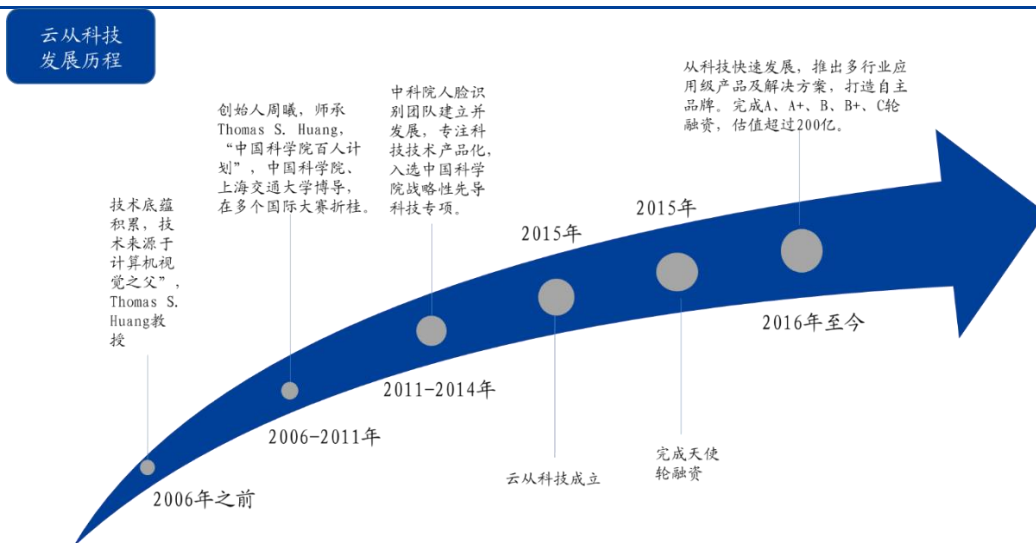 云从科技
发展历程
技术底蕴
积累，技
术来源于
计算机视
觉之父”，
Thomas S.
Huang教
授
2006年之前
创始人周曦，师承
Thomas S. Huang，
“中国科学院百人计
划”，中国科学院、
上海交通大学博导，
在多个国际大赛折桂。
2006-2011年
中科院人脸识
别团队建立并
发展，专注科
技技术产品化，
入选中国科学
院战略性先导
科技专项。
2011-2014年
2015年
云从科技成立
2015年
完成天使
轮融资
从科技快速发展，推出多行业应
用级产品及解决方案，打造自主
品牌。完成A、A+、B、B+、C轮
融资，估值超过200亿。
2016年至今